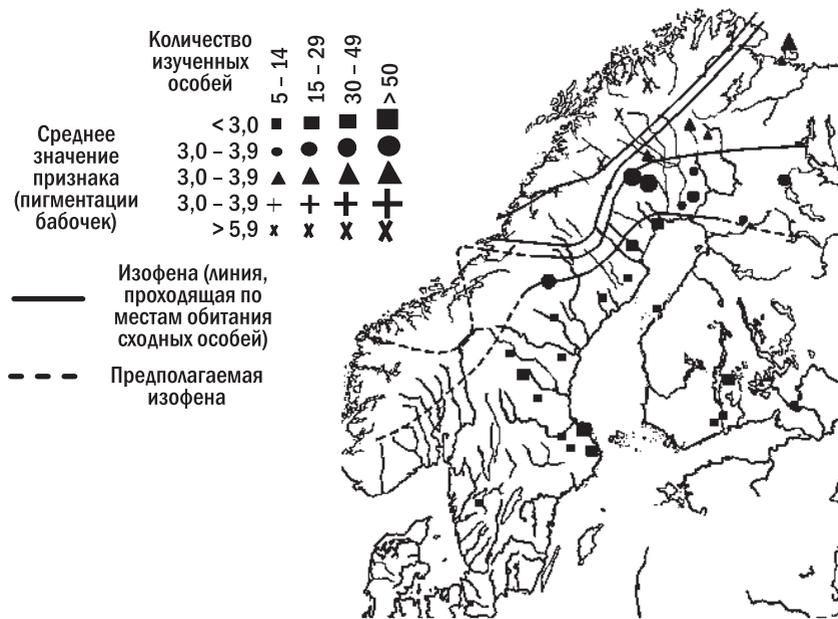 Количество
изученных
особей
5 – 14
15 – 29
30 – 49
> 50
Среднее
значение
признака
(пигментации
бабочек)
< 3,0
3,0 – 3,9
3,0 – 3,9
3,0 – 3,9
> 5,9
Изофена (линия,
проходящая по
местам обитания
сходных особей)
Предполагаемая
изофена